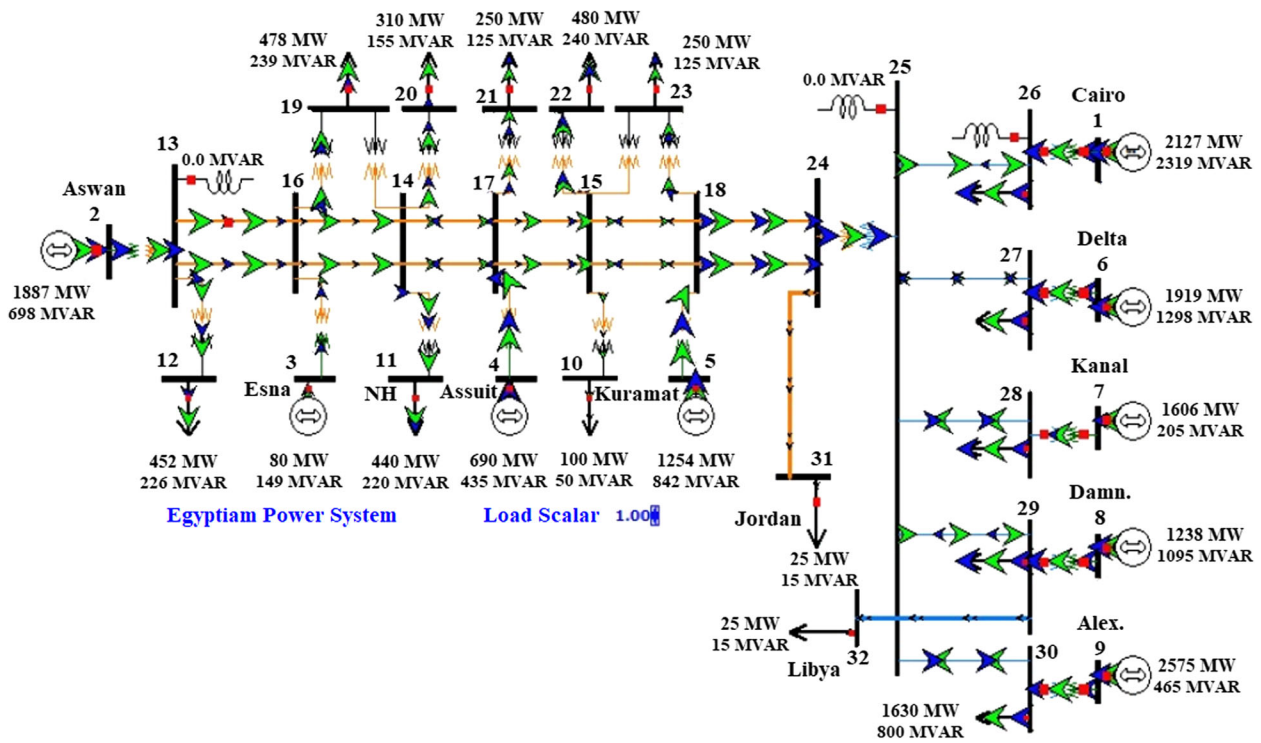 478 MW
239 MVAR
310 MW
155 MVAR
250 MW
125 MVAR
480 MW
240 MVAR
250 MW
125 MVAR
25
0.0 MVAR
26
Cairo
1
2127 MW
2319 MVAR
19
20
21
22
23
13
0.0 MVAR
Aswan
2
16
14
17
15
18
24
1887 MW
698 MVAR
27
Delta
6
1919 MW
1298 MVAR
12
3
Esna
11
NH
4
Assuit
10
Kuramat
5
28
Kanal
7
1606 MW
205 MVAR
452 MW
226 MVAR
80 MW
149 MVAR
440 MW
220 MVAR
690 MW
435 MVAR
100 MW
50 MVAR
1254 MW
842 MVAR
31
Jordan
25 MW
15 MVAR
Egyptiam Power System
Load Scalar
1.00
29
Damn.
8
1238 MW
1095 MVAR
25 MW
15 MVAR
32
Libya
30
Alex.
9
2575 MW
465 MVAR
1630 MW
800 MVAR